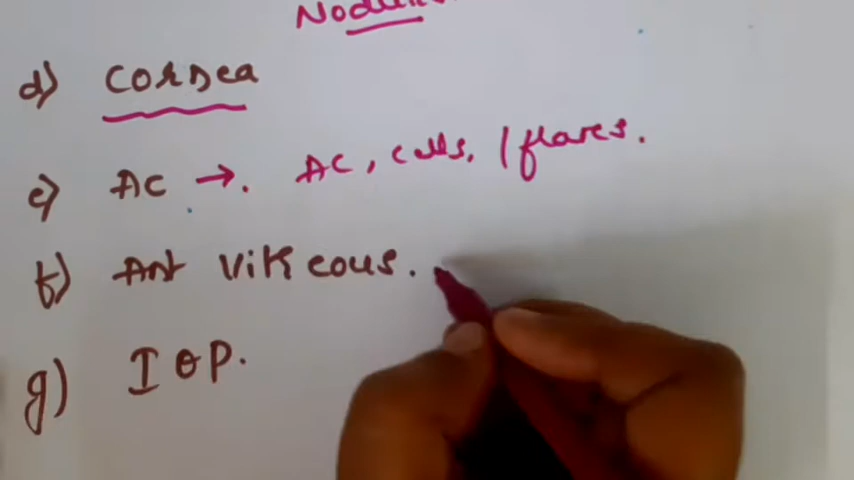 d) Cornea
e) AC →. AC, cells, / flares.
f) Ant Vitreous.
g) IOP.